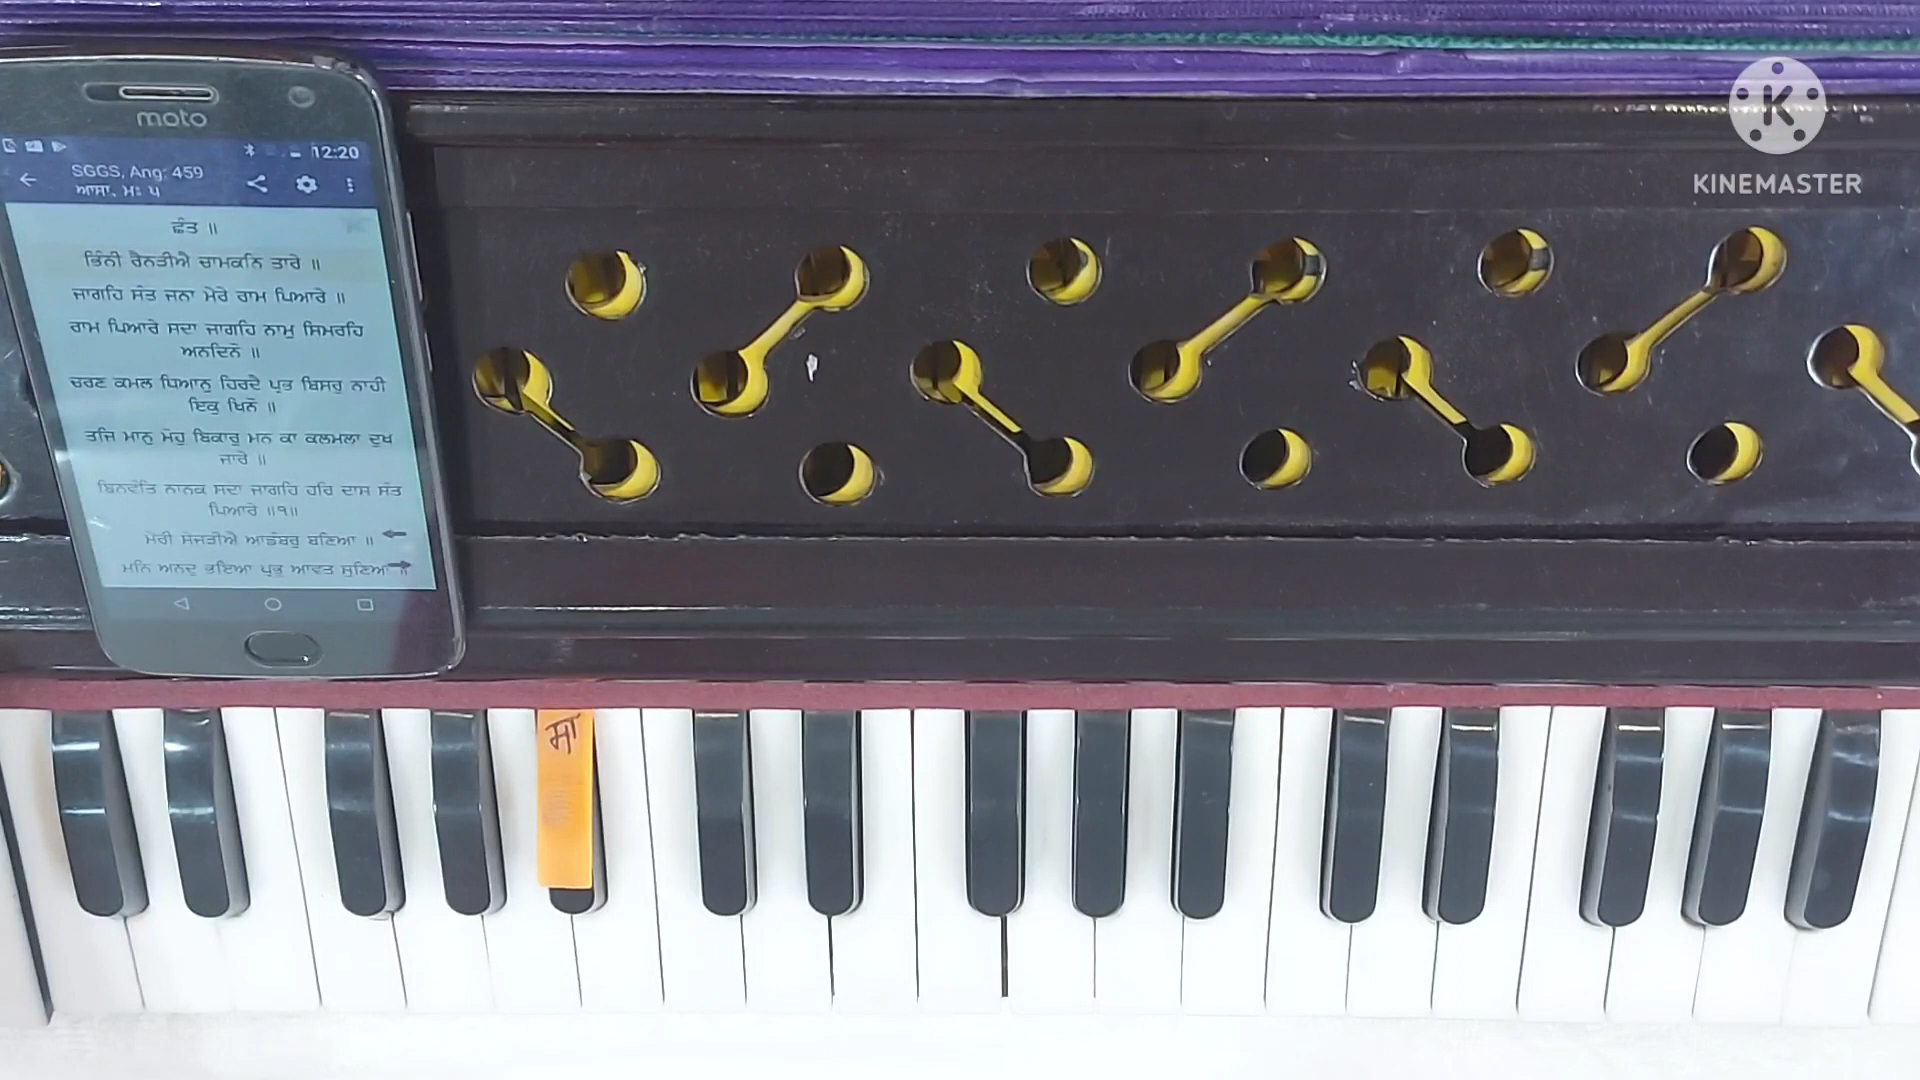 moto
12:20
SGGS, Ang: 459
ਆਸਾ, ਮਃ ੫
ਛੰਤ ॥
ਭਿੰਨੀ ਰੈਨੜੀਐ ਚਾਮਕਨਿ ਤਾਰੇ ॥
ਜਾਗਹਿ ਸੰਤ ਜਨਾ ਮੇਰੇ ਰਾਮ ਪਿਆਰੇ ॥
ਰਾਮ ਪਿਆਰੇ ਸਦਾ ਜਾਗਹਿ ਨਾਮੁ ਸਿਮਰਹਿ
ਅਨਦਿਨੋ ॥
ਚਰਣ ਕਮਲ ਧਿਆਨੁ ਹਿਰਦੈ ਪ੍ਰਭ ਬਿਸਰੁ ਨਾਹੀ
ਇਕੁ ਖਿਨੋ ॥
ਤਜਿ ਮਾਨੁ ਮੋਹੁ ਬਿਕਾਰੁ ਮਨ ਕਾ ਕਲਮਲਾ ਦੁਖ
ਜਾਰੇ ॥
ਬਿਨਵੰਤਿ ਨਾਨਕ ਸਦਾ ਜਾਗਹਿ ਹਰਿ ਦਾਸ ਸੰਤ
ਪਿਆਰੇ ॥੧॥
ਮੇਰੀ ਸੇਜੜੀਐ ਆਡੰਬਰੁ ਬਣਿਆ ॥
ਮਨਿ ਅਨਦੁ ਭਇਆ ਪ੍ਰਭੁ ਆਵਤ ਸੁਣਿਆ ॥
K
KINEMASTER
सा